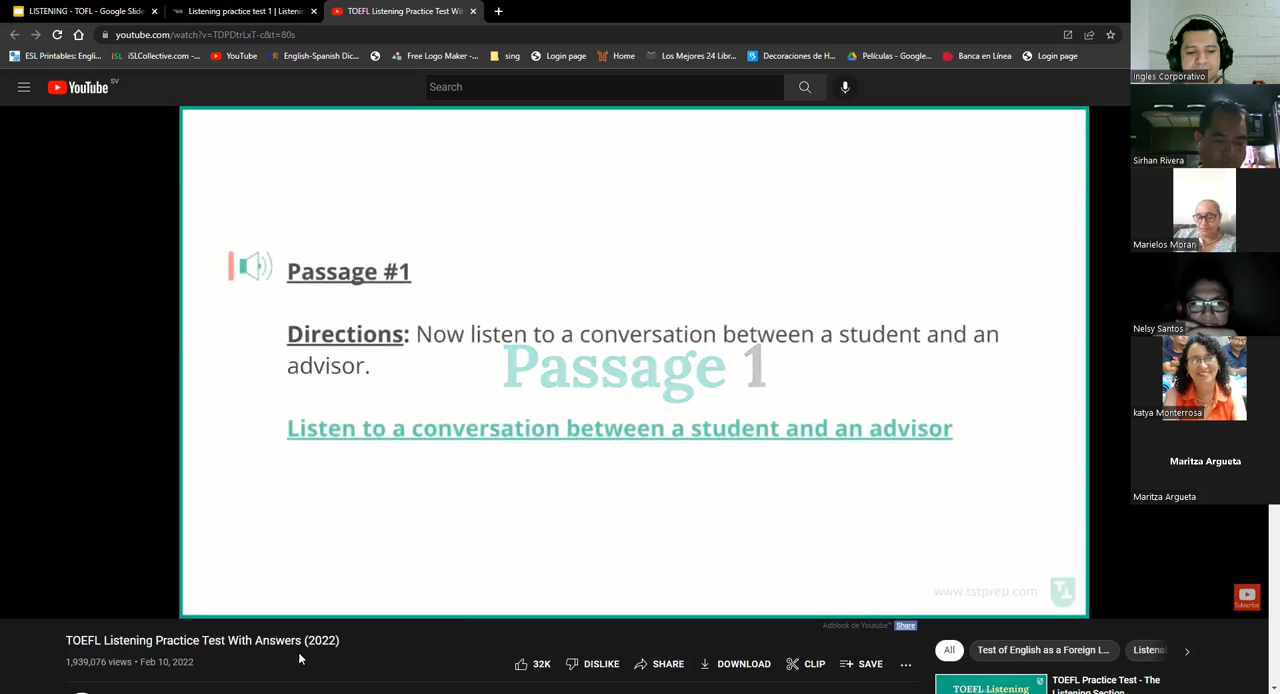 LISTENING - TOFL - Google Slide
Listening practice test 1 | Listenin
TOEFL Listening Practice Test Wi
youtube.com/watch?v=TDPDtrLxT-c&t=80s
ESL Printables: Engli...
iSLCollective.com -...
YouTube
English-Spanish Dic...
Free Logo Maker -...
sing
Login page
Home
Los Mejores 24 Libr...
Decoraciones de H...
Películas - Google...
Banca en Línea
Login page
YouTube SV
Search
Passage #1
Directions: Now listen to a conversation between a student and an
advisor.
Passage 1
Listen to a conversation between a student and an advisor
www.tstprep.com
Subscribe
Adblock de Youtube™ Share
TOEFL Listening Practice Test With Answers (2022)
1,939,076 views • Feb 10, 2022
32K
DISLIKE
SHARE
DOWNLOAD
CLIP
SAVE
All
Test of English as a Foreign L...
Listena
TOEFL Listening
TOEFL Practice Test - The
Listening Section
Ingles Corporativo
Sirhan Rivera
Marielos Moran
Nelsy Santos
katya Monterrosa
Maritza Argueta
Maritza Argueta